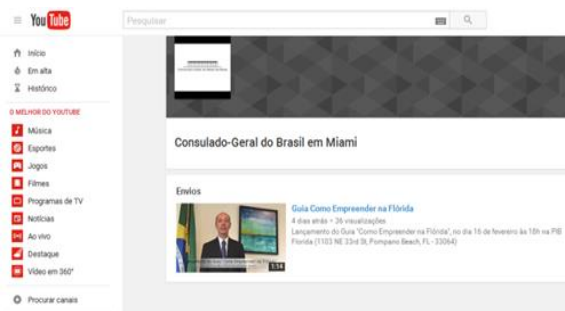 You Tube
Pesquisar
Início
Em alta
Histórico
O MELHOR DO YOUTUBE
Música
Esportes
Jogos
Filmes
Programas de TV
Notícias
Ao vivo
Destaque
Vídeo em 360°
Procurar canais
Consulado-Geral do Brasil em Miami
Envios
Guia Como Empreender na Flórida
4 dias atrás • 36 visualizações
Lançamento do Guia "Como Empreender na Flórida", no dia 16 de fevereiro às 18h na PIB
Florida (1103 NE 33rd St, Pompano Beach, FL - 33064)
1:14